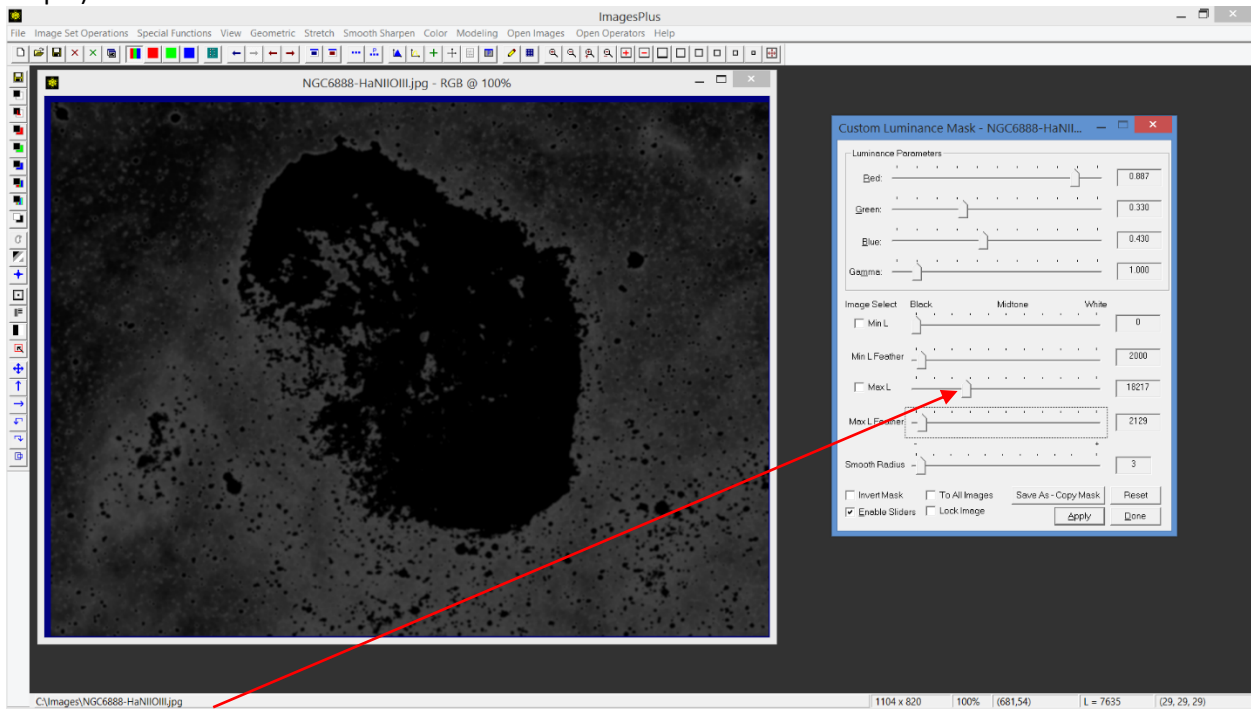 ImagesPlus
File Image Set Operations Special Functions View Geometric Stretch Smooth Sharpen Color Modeling Open Images Open Operators Help
NGC6888-HaNIIOIII.jpg - RGB @ 100%
Custom Luminance Mask - NGC6888-HaNII...
Luminance Parameters
Red: 0.887
Green: 0.330
Blue: 0.430
Gamma: 1.000
Image Select Black Midtone White
Min L 0
Min L Feather 2000
Max L 18217
Max L Feather 2129
Smooth Radius - + 3
Invert Mask To All Images Save As - Copy Mask Reset
Enable Sliders Lock Image Apply Done
C:\Images\NGC6888-HaNIIOIII.jpg 1104 x 820 100% (681,54) L = 7635 (29, 29, 29)